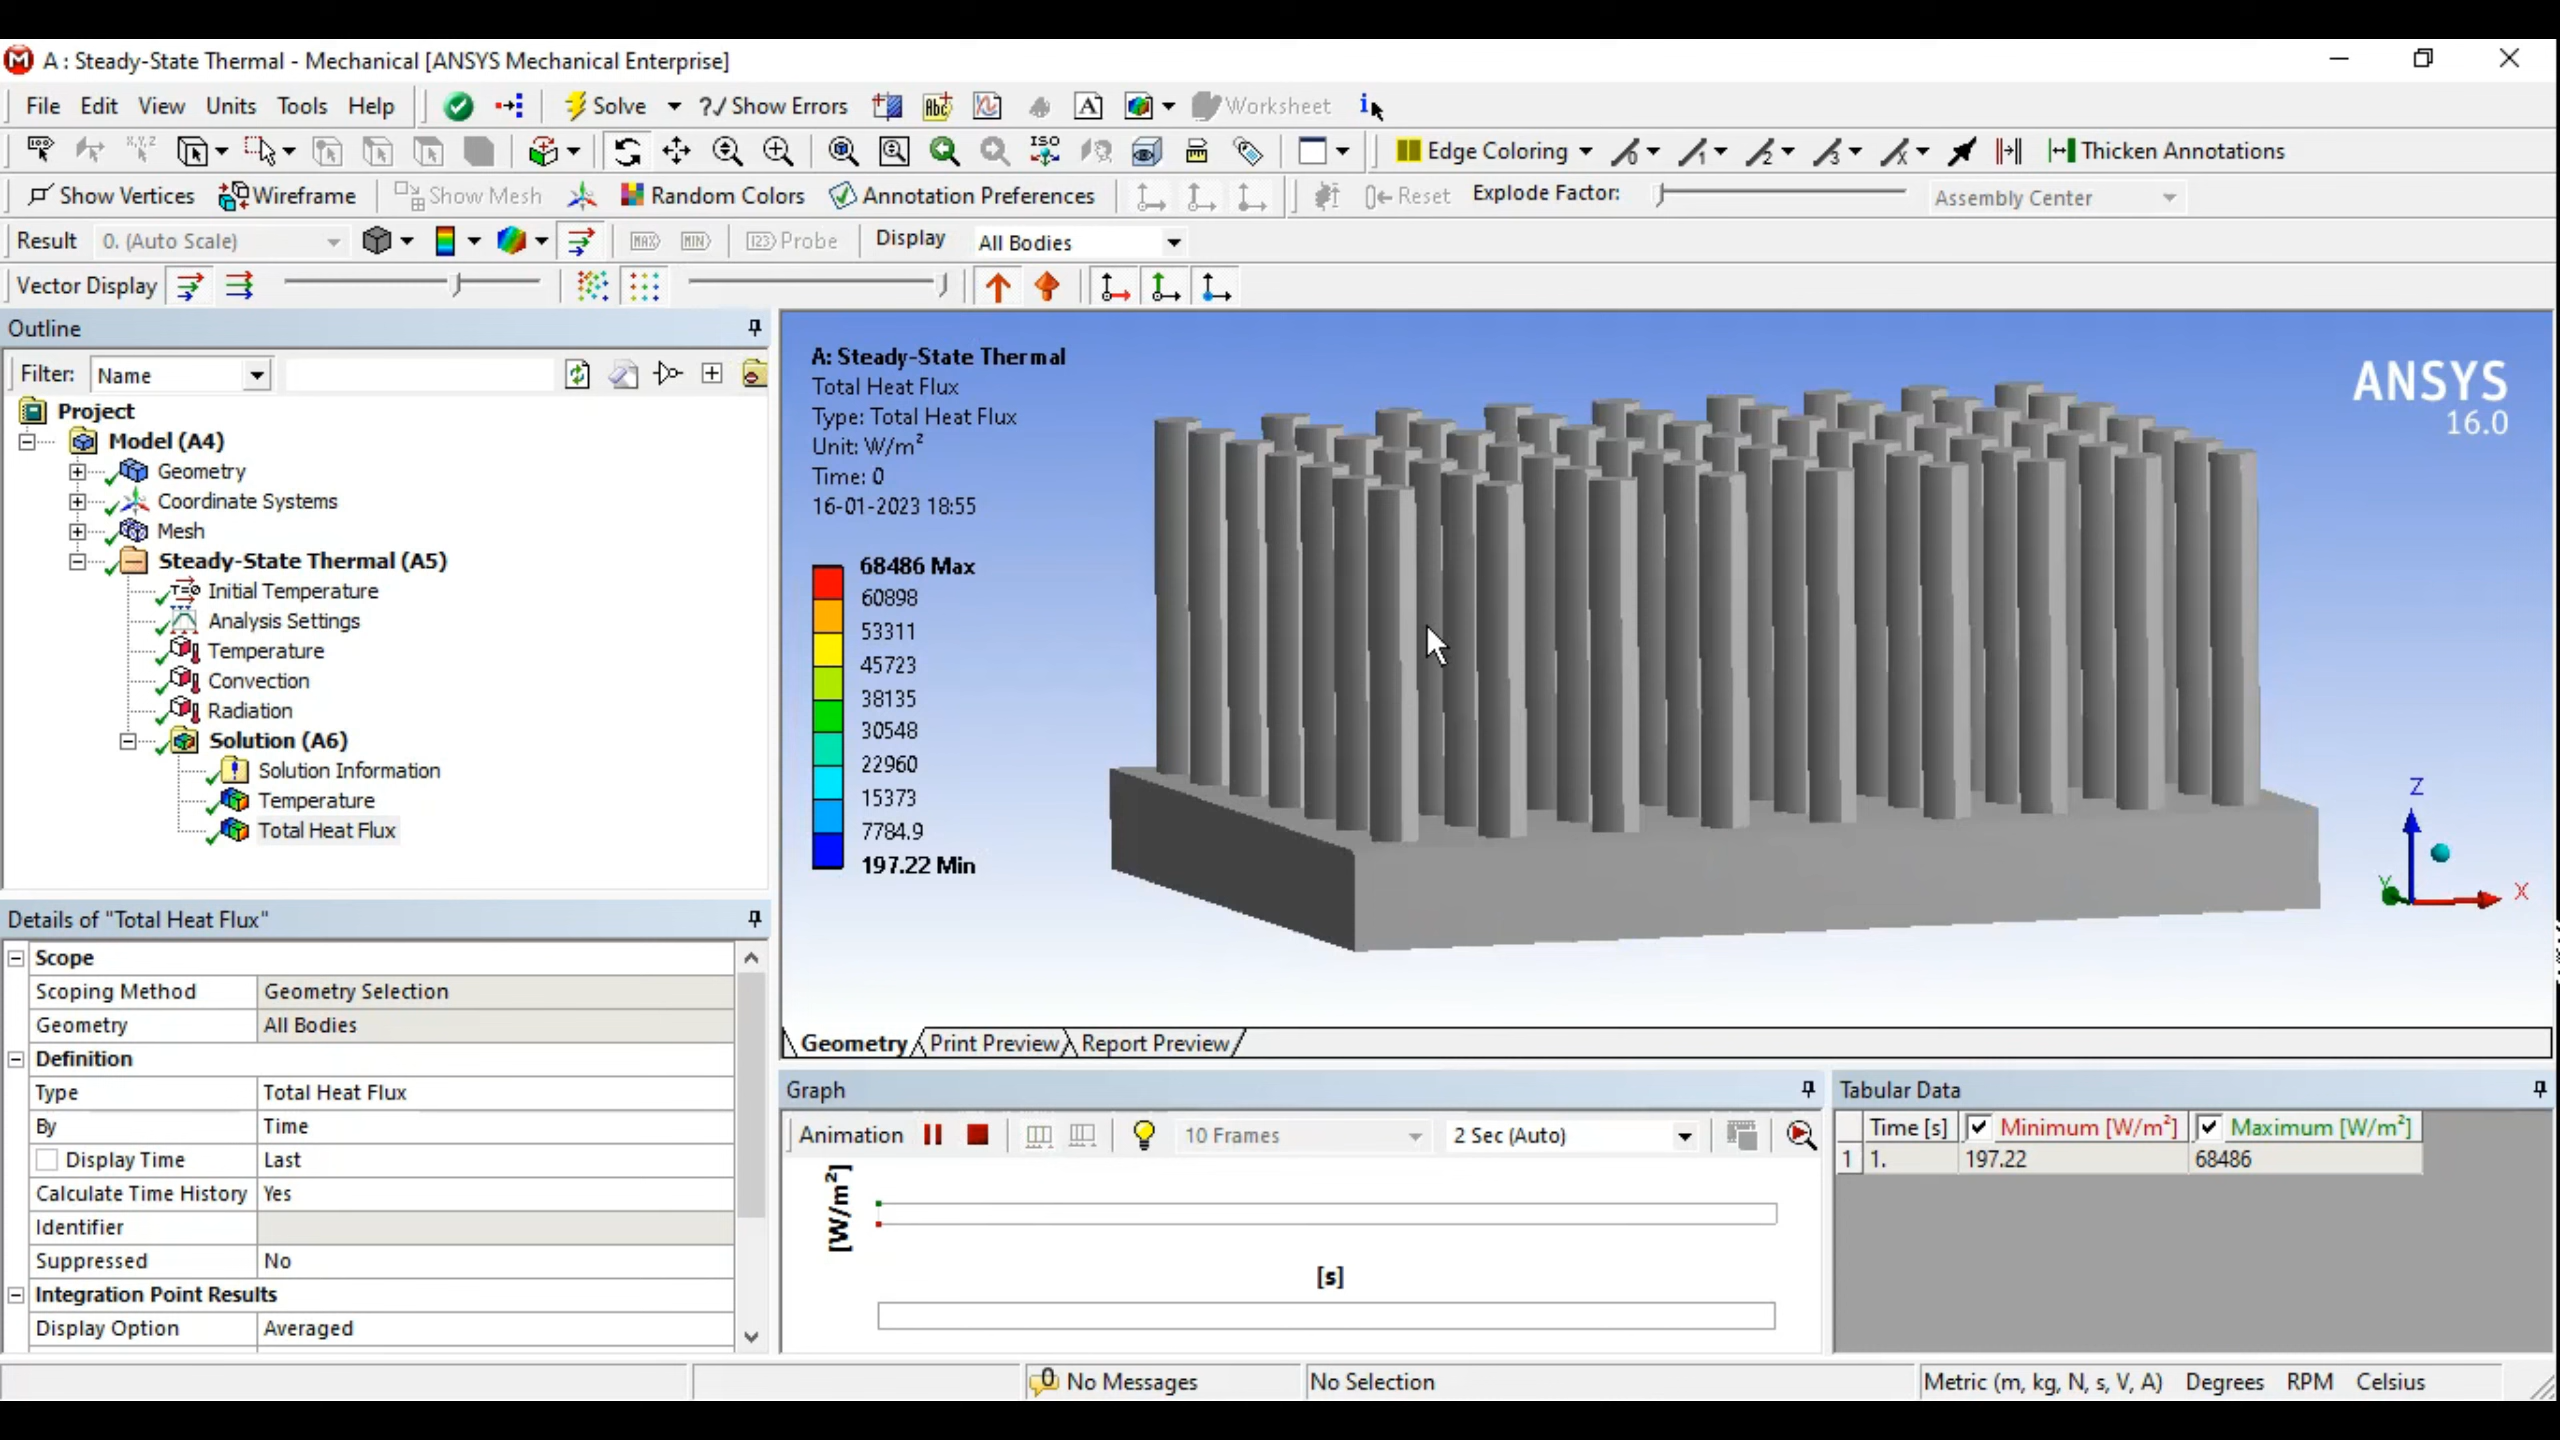 A : Steady-State Thermal - Mechanical [ANSYS Mechanical Enterprise]
File Edit View Units Tools Help Solve ?/ Show Errors Worksheet
ISO Edge Coloring Thicken Annotations
Show Vertices Wireframe Show Mesh Random Colors Annotation Preferences Reset Explode Factor: Assembly Center
Result 0. (Auto Scale) MAX MIN Probe Display All Bodies
Vector Display
Outline
Filter: Name
Project
Model (A4)
Geometry
Coordinate Systems
Mesh
Steady-State Thermal (A5)
Initial Temperature
Analysis Settings
Temperature
Convection
Radiation
Solution (A6)
Solution Information
Temperature
Total Heat Flux
Details of "Total Heat Flux"
Scope
Scoping Method Geometry Selection
Geometry All Bodies
Definition
Type Total Heat Flux
By Time
Display Time Last
Calculate Time History Yes
Identifier
Suppressed No
Integration Point Results
Display Option Averaged
A: Steady-State Thermal
Total Heat Flux
Type: Total Heat Flux
Unit: W/m²
Time: 0
16-01-2023 18:55
68486 Max
60898
53311
45723
38135
30548
22960
15373
7784.9
197.22 Min
ANSYS
16.0
Z
Y
X
Geometry Print Preview Report Preview
Graph
Animation 10 Frames 2 Sec (Auto)
[W/m²]
[s]
Tabular Data
Time [s] Minimum [W/m²] Maximum [W/m²]
1 1. 197.22 68486
No Messages No Selection Metric (m, kg, N, s, V, A) Degrees RPM Celsius